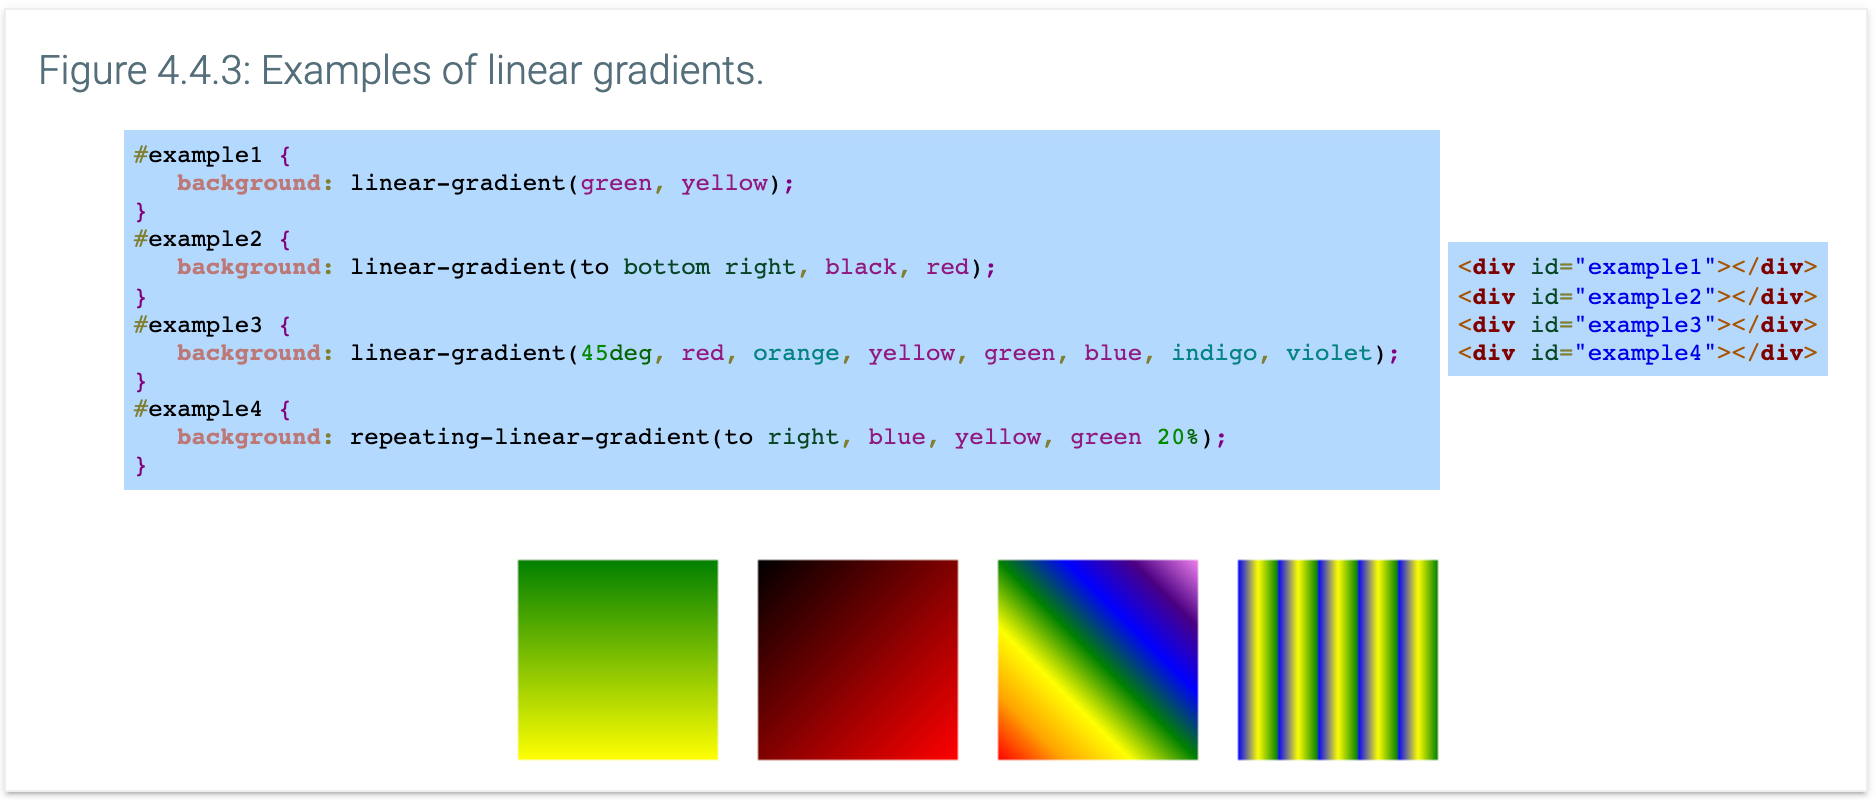 Figure 4.4.3: Examples of linear gradients.
#example1 {
   background: linear-gradient(green, yellow);
}
#example2 {
   background: linear-gradient(to bottom right, black, red);
}
#example3 {
   background: linear-gradient(45deg, red, orange, yellow, green, blue, indigo, violet);
}
#example4 {
   background: repeating-linear-gradient(to right, blue, yellow, green 20%);
}
<div id="example1"></div>
<div id="example2"></div>
<div id="example3"></div>
<div id="example4"></div>